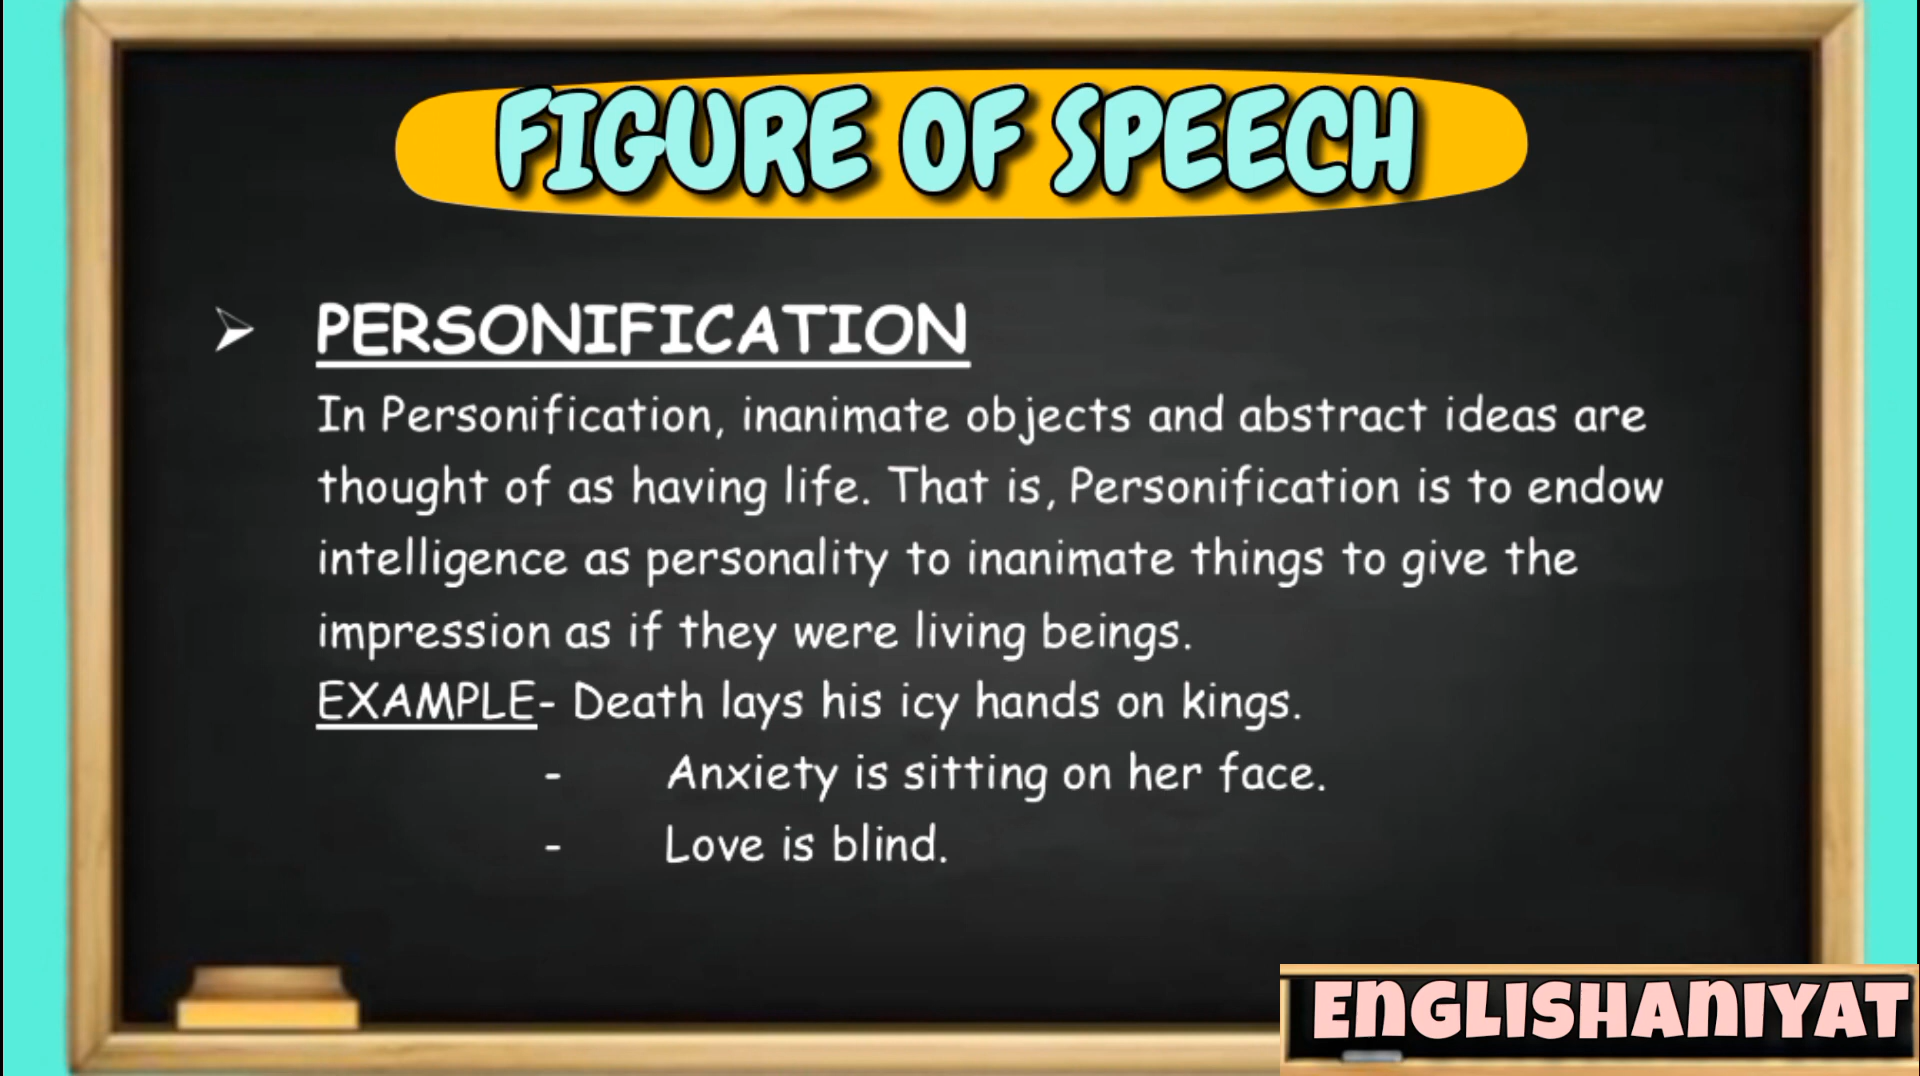 FIGURE OF SPEECH
➢ PERSONIFICATION
In Personification, inanimate objects and abstract ideas are
thought of as having life. That is, Personification is to endow
intelligence as personality to inanimate things to give the
impression as if they were living beings.
EXAMPLE- Death lays his icy hands on kings.
- Anxiety is sitting on her face.
- Love is blind.
ENGLISHANIYAT